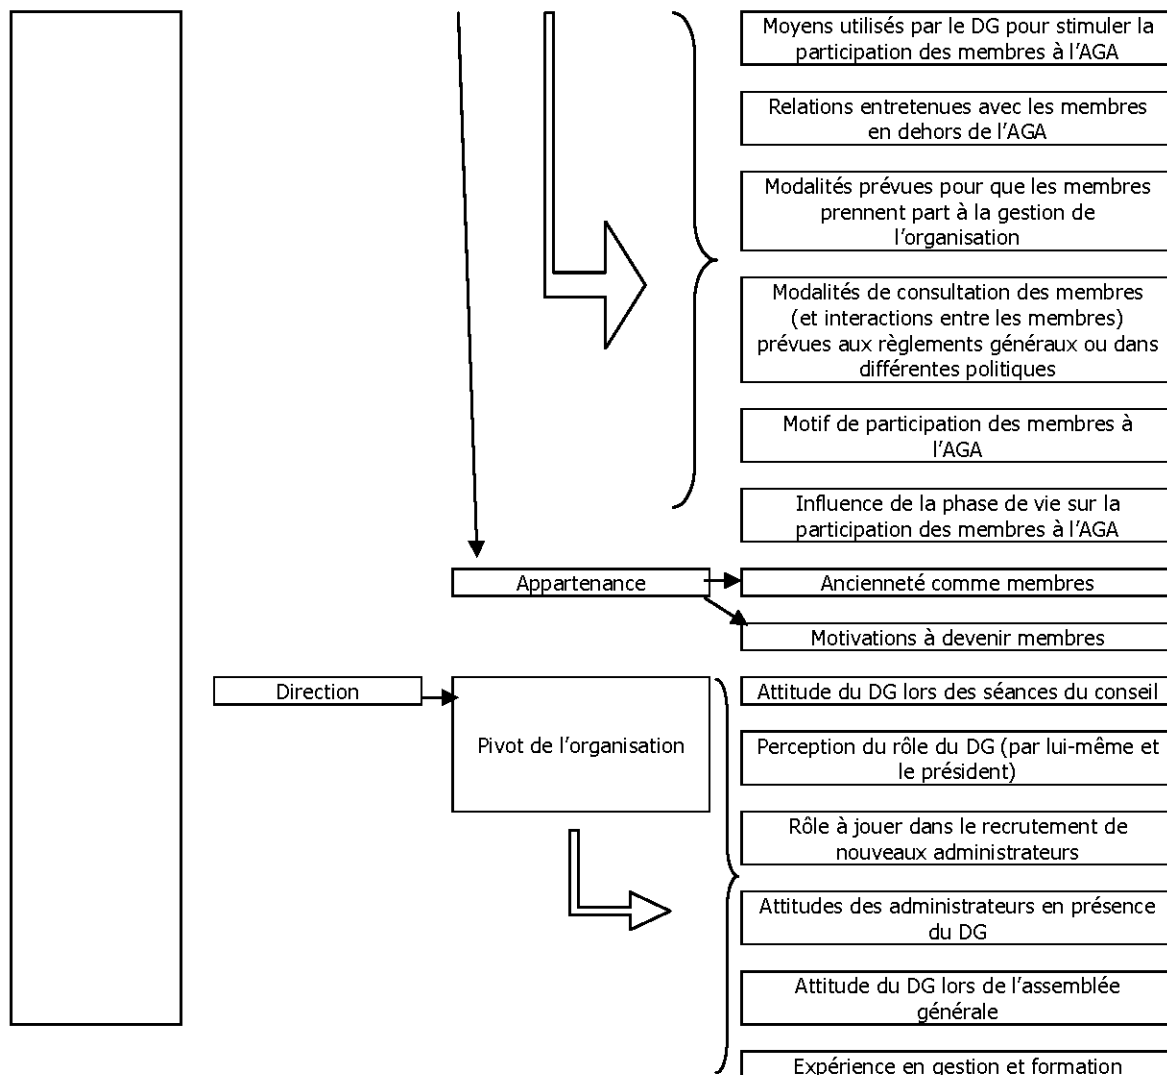 Moyens utilisés par le DG pour stimuler la
participation des membres à l'AGA
Relations entretenues avec les membres
en dehors de l'AGA
Modalités prévues pour que les membres
prennent part à la gestion de
l'organisation
Modalités de consultation des membres
(et interactions entre les membres)
prévues aux règlements généraux ou dans
différentes politiques
Motif de participation des membres à
l'AGA
Influence de la phase de vie sur la
participation des membres à l'AGA
Appartenance
Ancienneté comme membres
Motivations à devenir membres
Direction
Pivot de l'organisation
Attitude du DG lors des séances du conseil
Perception du rôle du DG (par lui-même et
le président)
Rôle à jouer dans le recrutement de
nouveaux administrateurs
Attitudes des administrateurs en présence
du DG
Attitude du DG lors de l'assemblée
générale
Expérience en gestion et formation